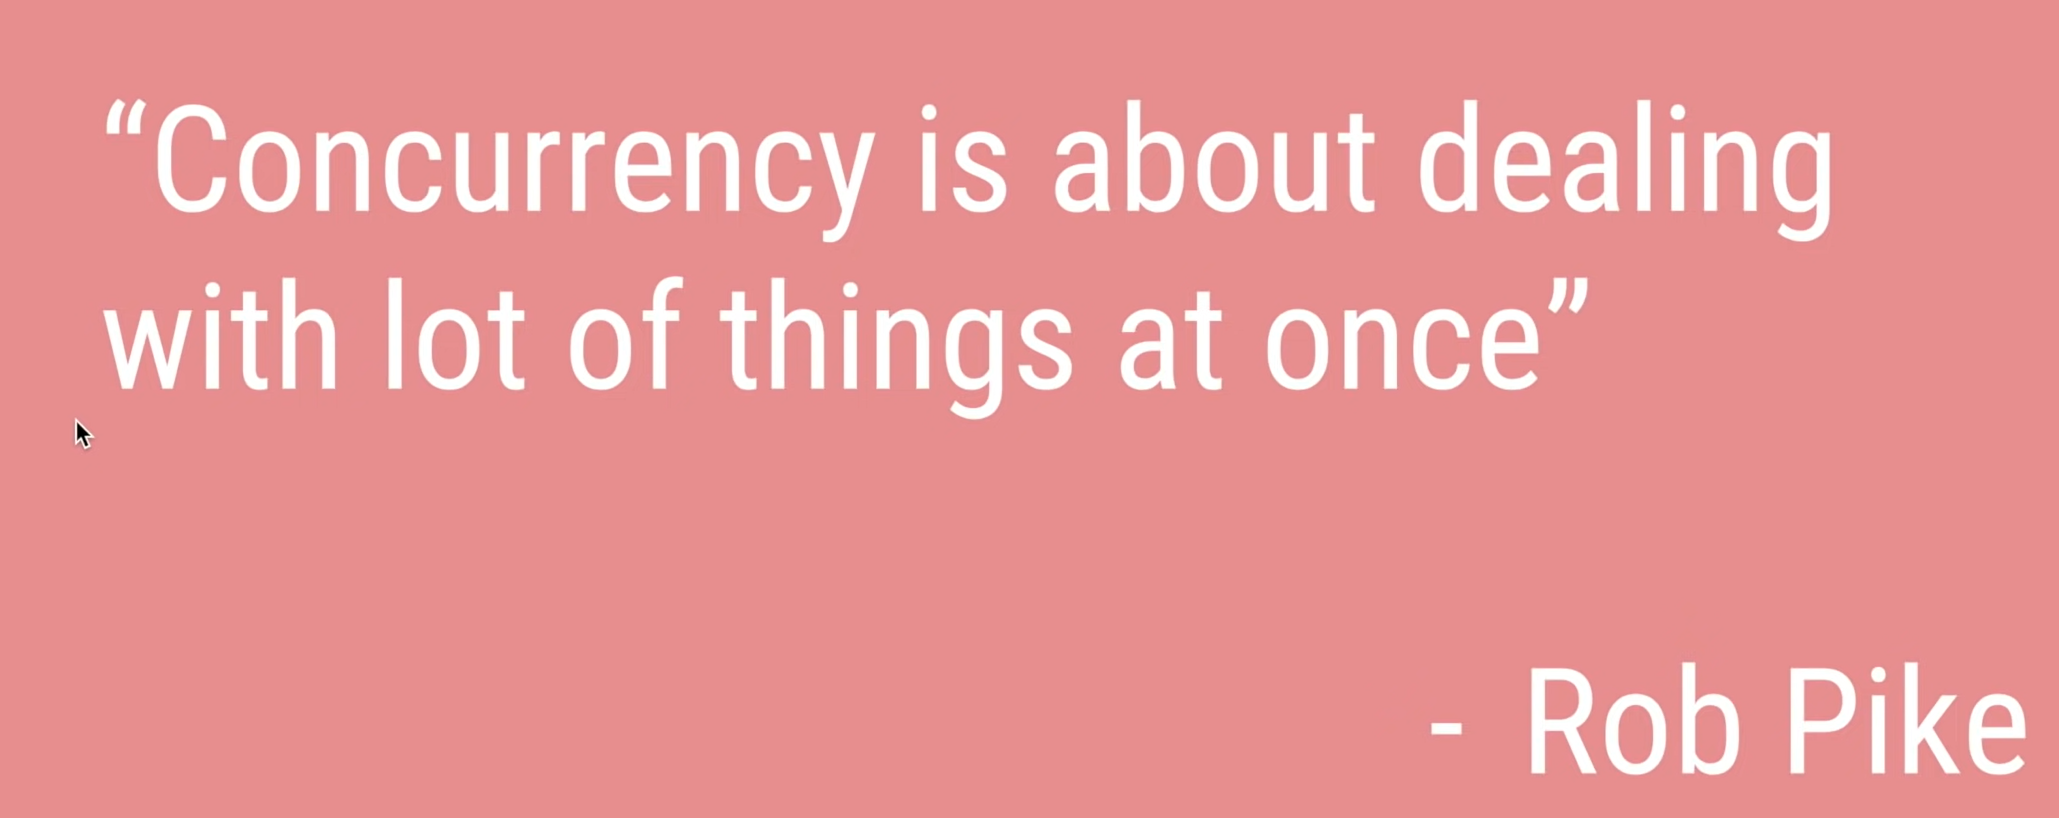 “Concurrency is about dealing
with lot of things at once”
- Rob Pike